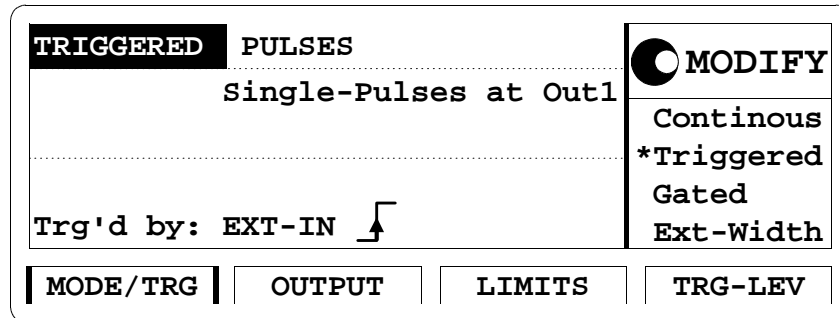 TRIGGERED PULSES
Single-Pulses at Out1
Trg'd by: EXT-IN
MODIFY
Continous
*Triggered
Gated
Ext-Width
MODE/TRG OUTPUT LIMITS TRG-LEV